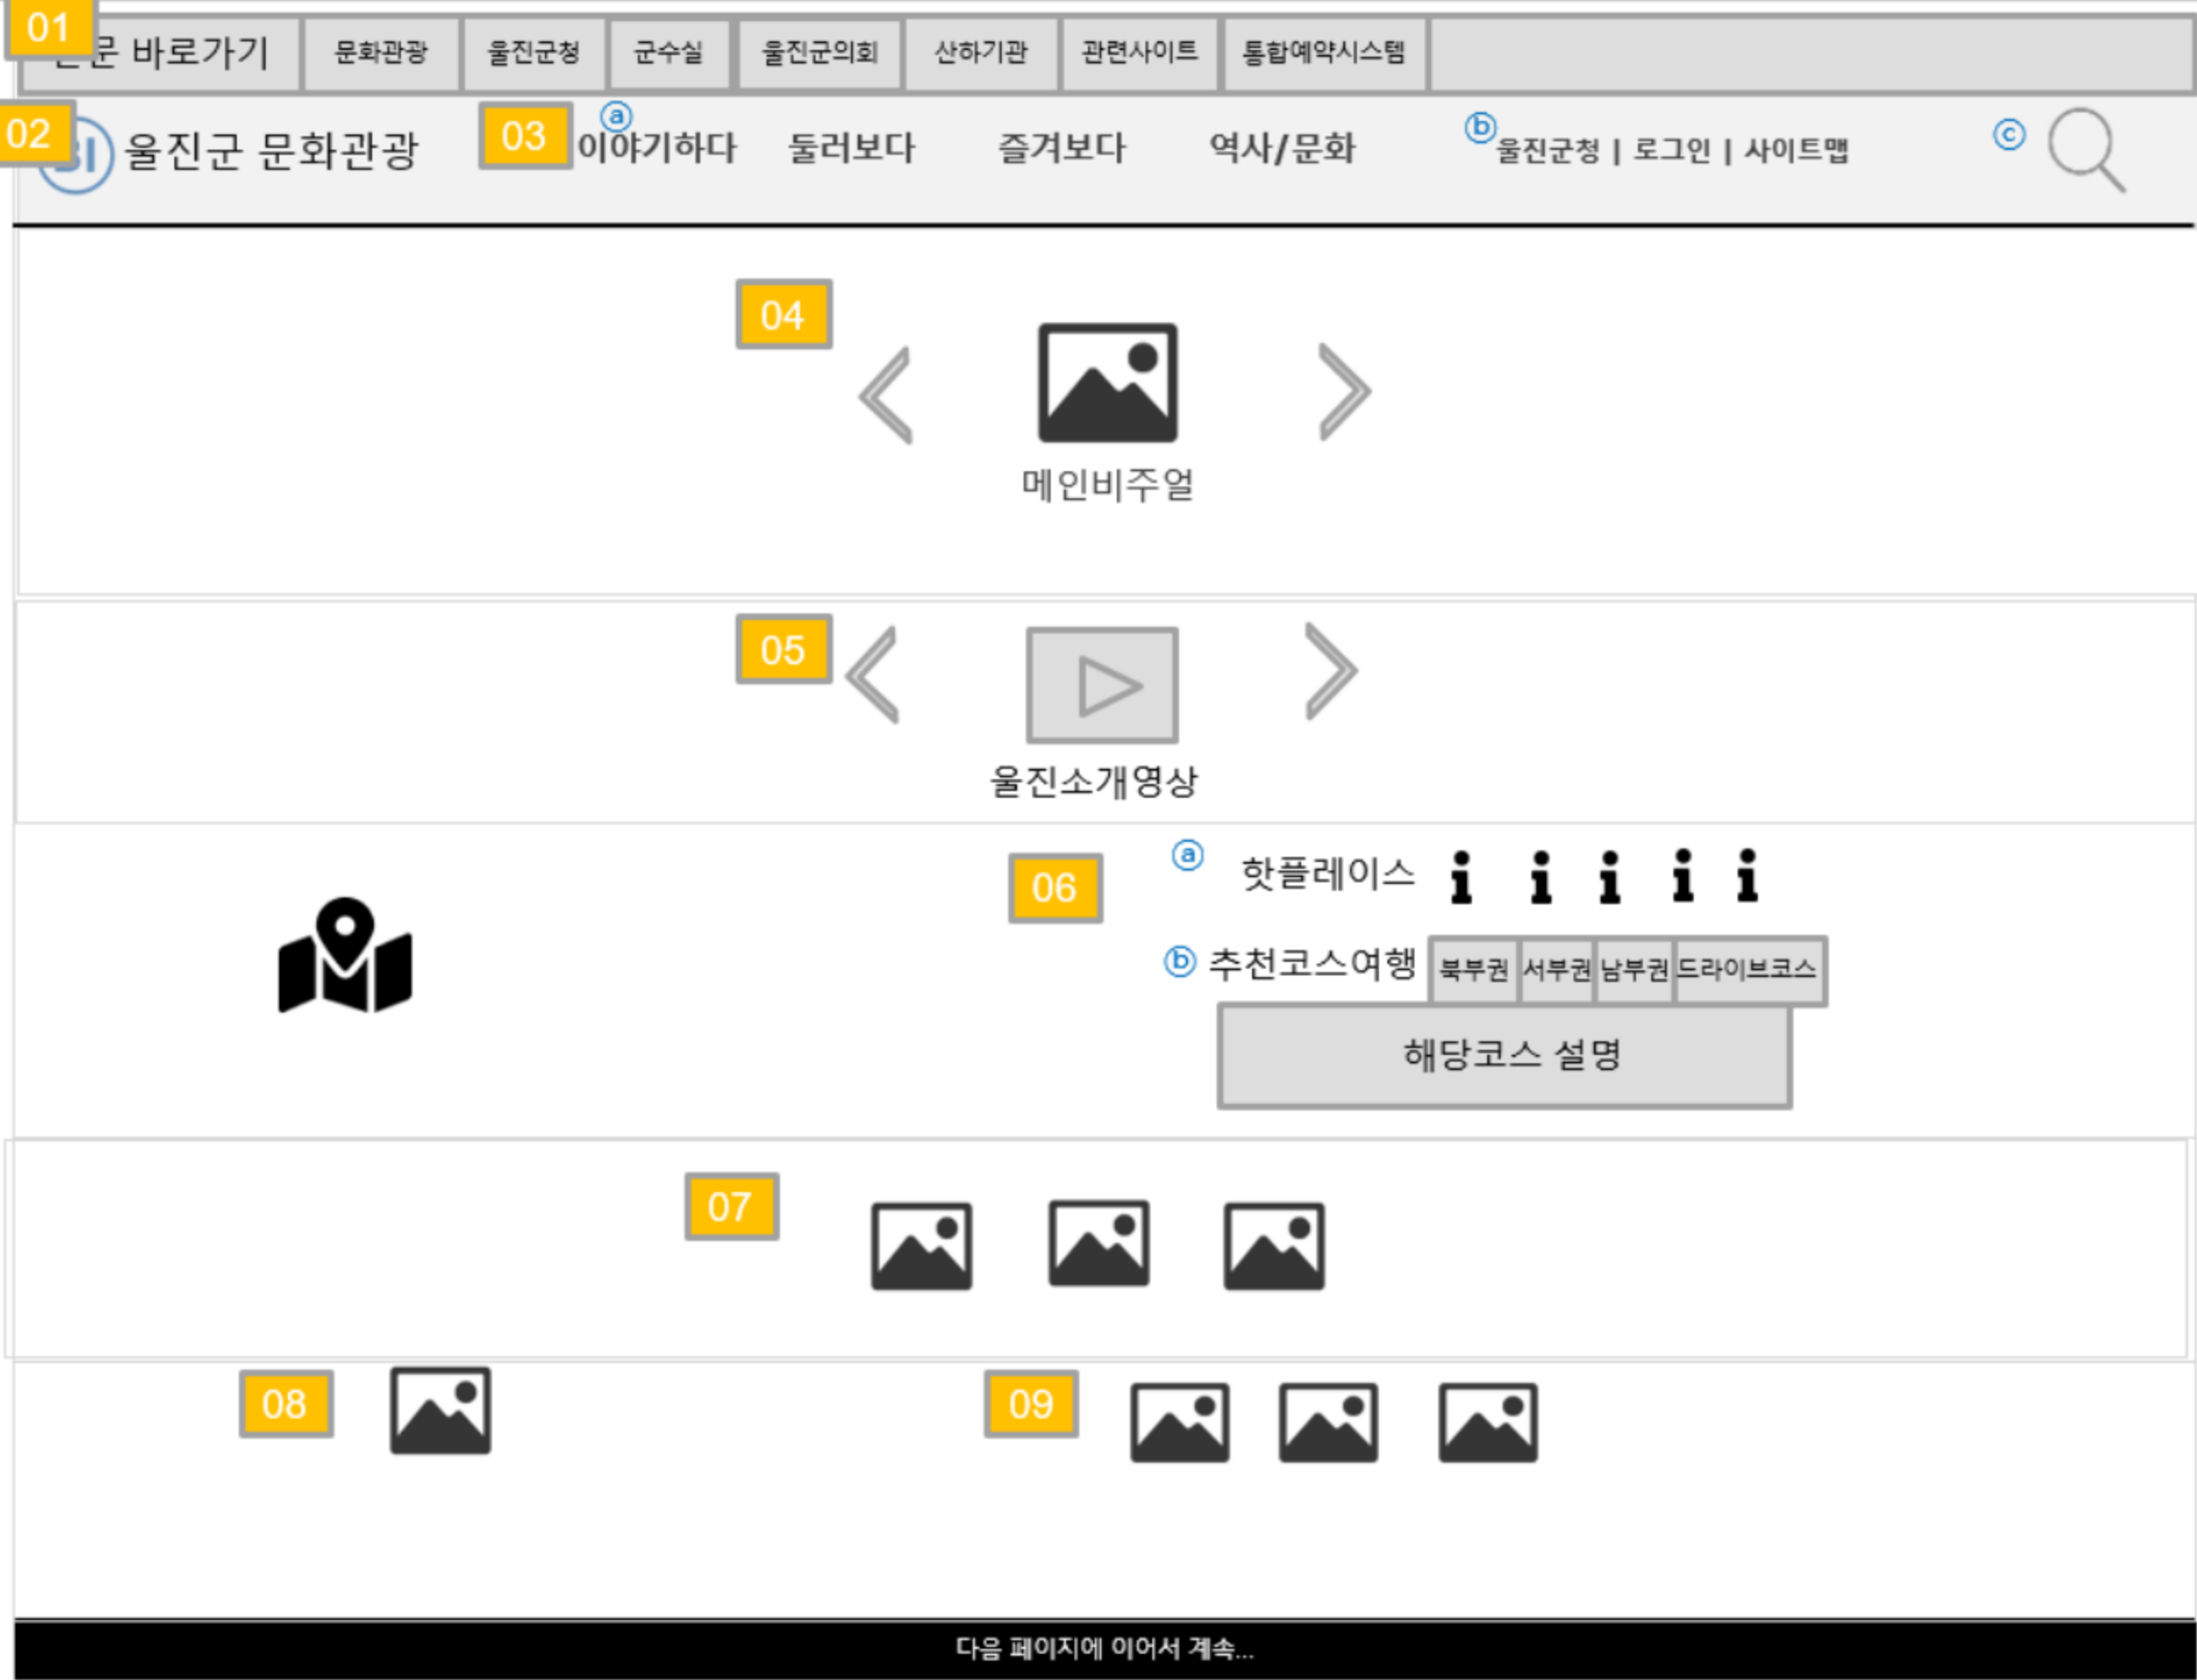 01
바로가기 문화관광 울진군청 군수실 울진군의회 산하기관 관련사이트 통합예약시스템
02 울진군 문화관광 03 ⓐ 이야기하다 둘러보다 즐겨보다 역사/문화 ⓑ 울진군청 | 로그인 | 사이트맵 ⓒ
04
메인비주얼
05
울진소개영상
06 ⓐ 핫플레이스
ⓑ 추천코스여행 북부권 서부권 남부권 드라이브코스
해당코스 설명
07
08 09
다음 페이지에 이어서 계속...